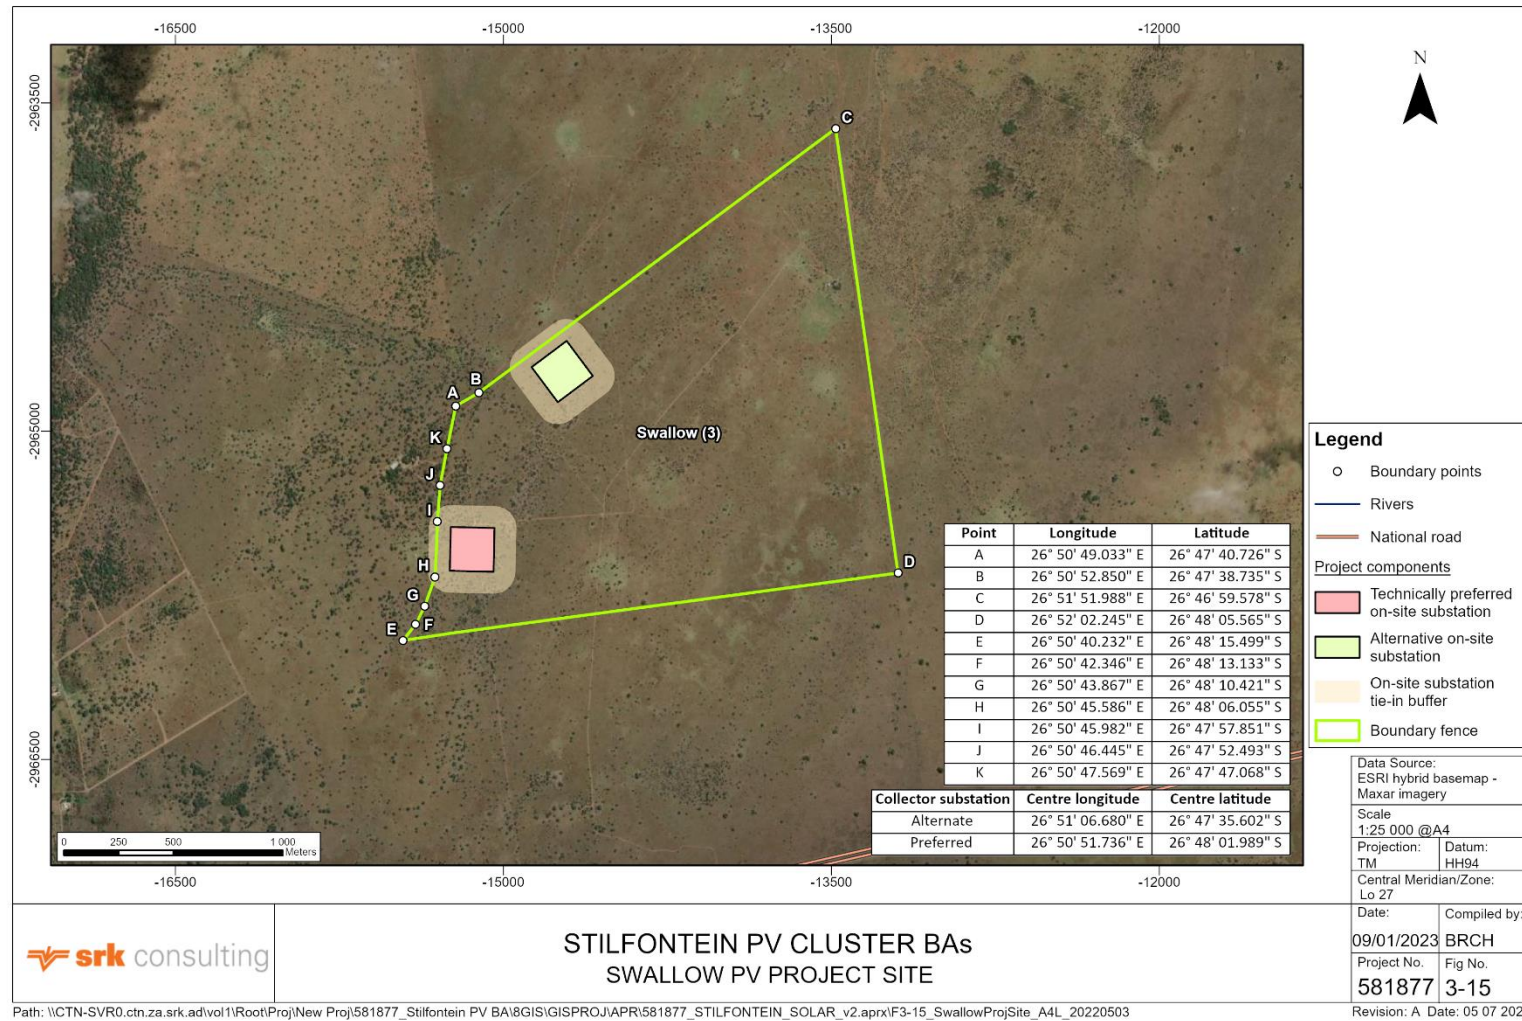 -16500 -15000 -13500 -12000
-2963500
-2965000
-2966500
N
C
B
A
K
J
I
H
G
F
E
D
Swallow (3)
Point Longitude Latitude
A 26° 50' 49.033" E 26° 47' 40.726" S
B 26° 50' 52.850" E 26° 47' 38.735" S
C 26° 51' 51.988" E 26° 46' 59.578" S
D 26° 52' 02.245" E 26° 48' 05.565" S
E 26° 50' 40.232" E 26° 48' 15.499" S
F 26° 50' 42.346" E 26° 48' 13.133" S
G 26° 50' 43.867" E 26° 48' 10.421" S
H 26° 50' 45.586" E 26° 48' 06.055" S
I 26° 50' 45.982" E 26° 47' 57.851" S
J 26° 50' 46.445" E 26° 47' 52.493" S
K 26° 50' 47.569" E 26° 47' 47.068" S
Collector substation Centre longitude Centre latitude
Alternate 26° 51' 06.680" E 26° 47' 35.602" S
Preferred 26° 50' 51.736" E 26° 48' 01.989" S
0 250 500 1 000
Meters
-16500 -15000 -13500 -12000
Legend
Boundary points
Rivers
National road
Project components
Technically preferred
on-site substation
Alternative on-site
substation
On-site substation
tie-in buffer
Boundary fence
Data Source:
ESRI hybrid basemap -
Maxar imagery
Scale
1:25 000 @A4
Projection: Datum:
TM HH94
Central Meridian/Zone:
Lo 27
Date: Compiled by:
09/01/2023 BRCH
Project No. Fig No.
581877 3-15
srk consulting
STILFONTEIN PV CLUSTER BAs
SWALLOW PV PROJECT SITE
Path: \\CTN-SVR0.ctn.za.srk.ad\vol1\Root\Proj\New Proj\581877_Stilfontein PV BA\8GIS\GISPROJ\APR\581877_STILFONTEIN_SOLAR_v2.aprx\F3-15_SwallowProjSite_A4L_20220503
Revision: A Date: 05 07 202